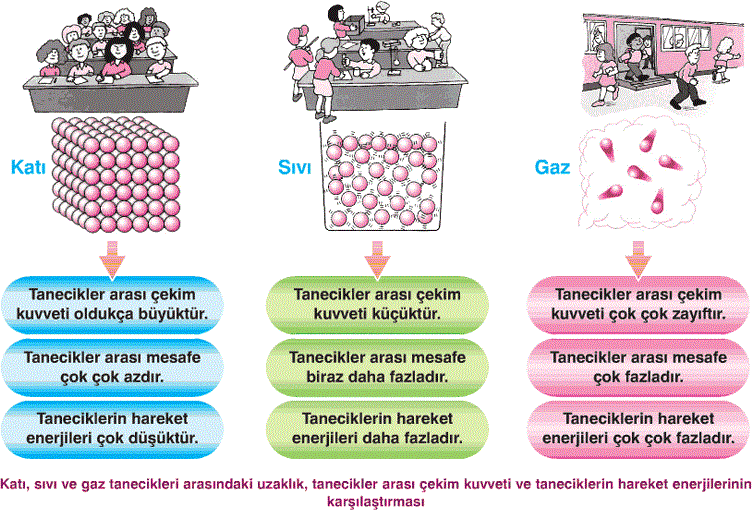 Katı
Sıvı
Gaz
Tanecikler arası çekim
kuvveti oldukça büyüktür.
Tanecikler arası çekim
kuvveti küçüktür.
Tanecikler arası çekim
kuvveti çok çok zayıftır.
Tanecikler arası mesafe
çok çok azdır.
Tanecikler arası mesafe
biraz daha fazladır.
Tanecikler arası mesafe
çok fazladır.
Taneciklerin hareket
enerjileri çok düşüktür.
Taneciklerin hareket
enerjileri daha fazladır.
Taneciklerin hareket
enerjileri çok çok fazladır.
Katı, sıvı ve gaz tanecikleri arasındaki uzaklık, tanecikler arası çekim kuvveti ve taneciklerin hareket enerjilerinin
karşılaştırması